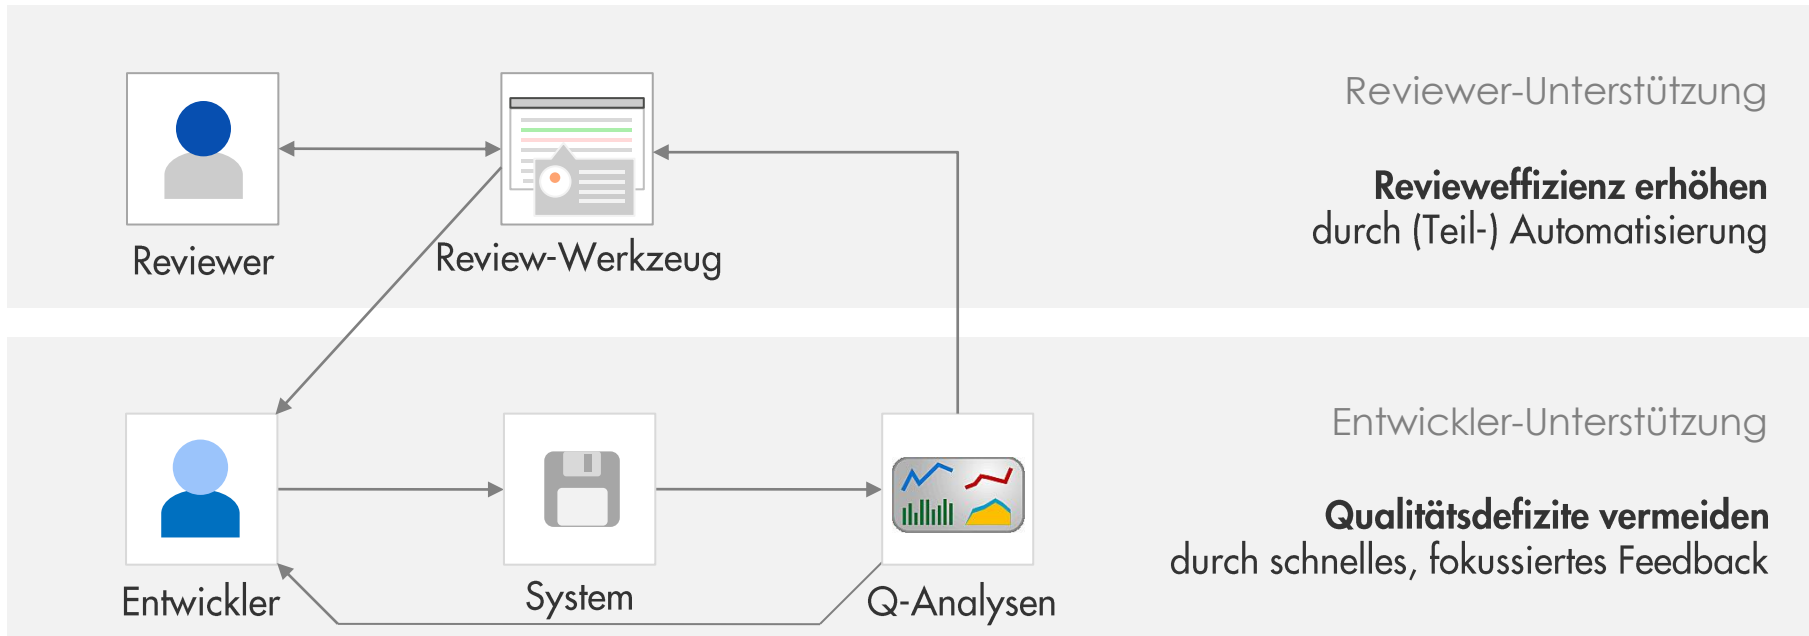 Reviewer-Unterstützung
Revieweffizienz erhöhen
durch (Teil-) Automatisierung
Reviewer
Review-Werkzeug
Entwickler-Unterstützung
Qualitätsdefizite vermeiden
durch schnelles, fokussiertes Feedback
Entwickler
System
Q-Analysen